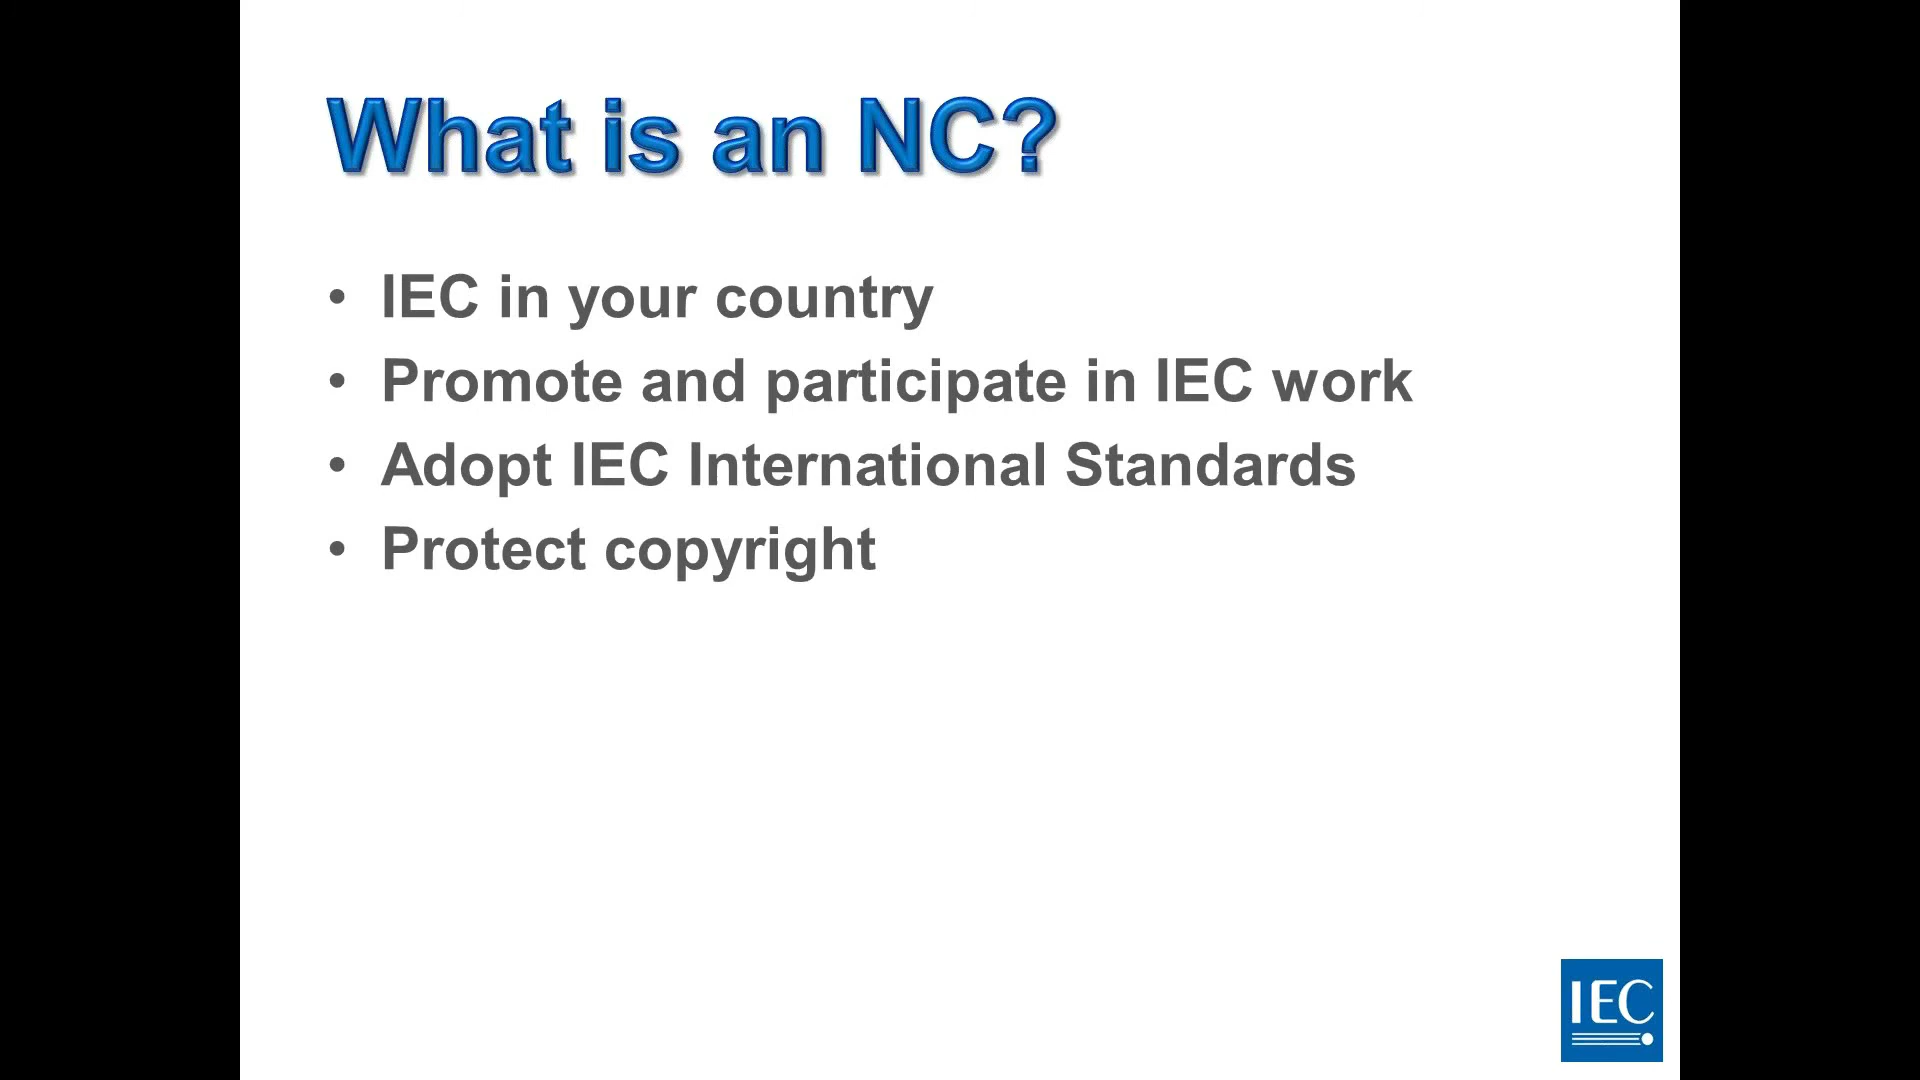 What is an NC?
• IEC in your country
• Promote and participate in IEC work
• Adopt IEC International Standards
• Protect copyright
IEC